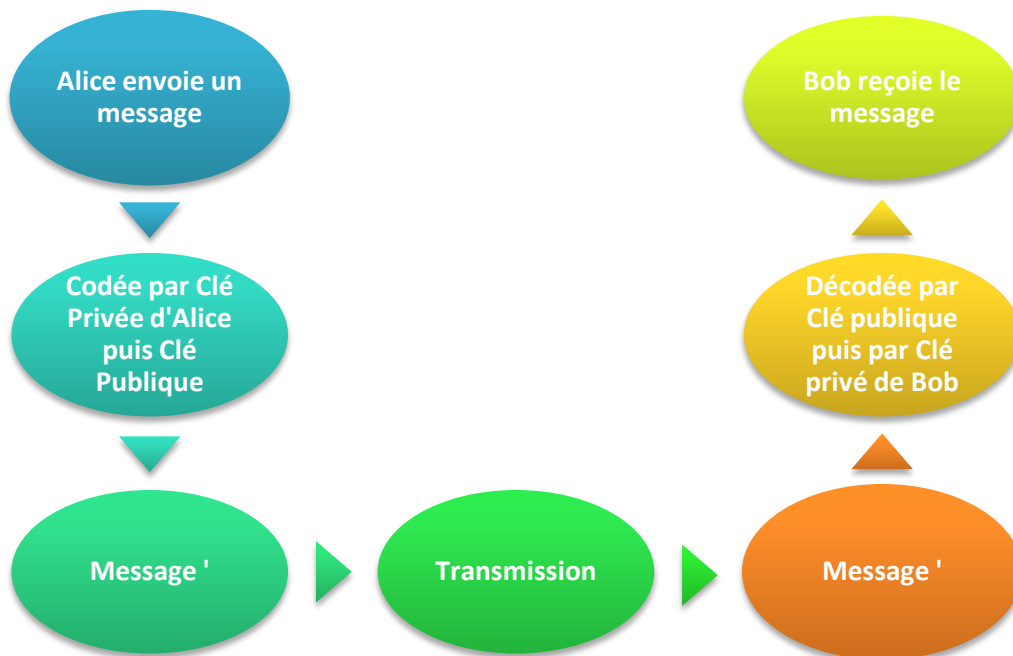 Alice envoie un
message
Codée par Clé
Privée d'Alice
puis Clé
Publique
Message '
Transmission
Message '
Décodée par
Clé publique
puis par Clé
privé de Bob
Bob reçoie le
message